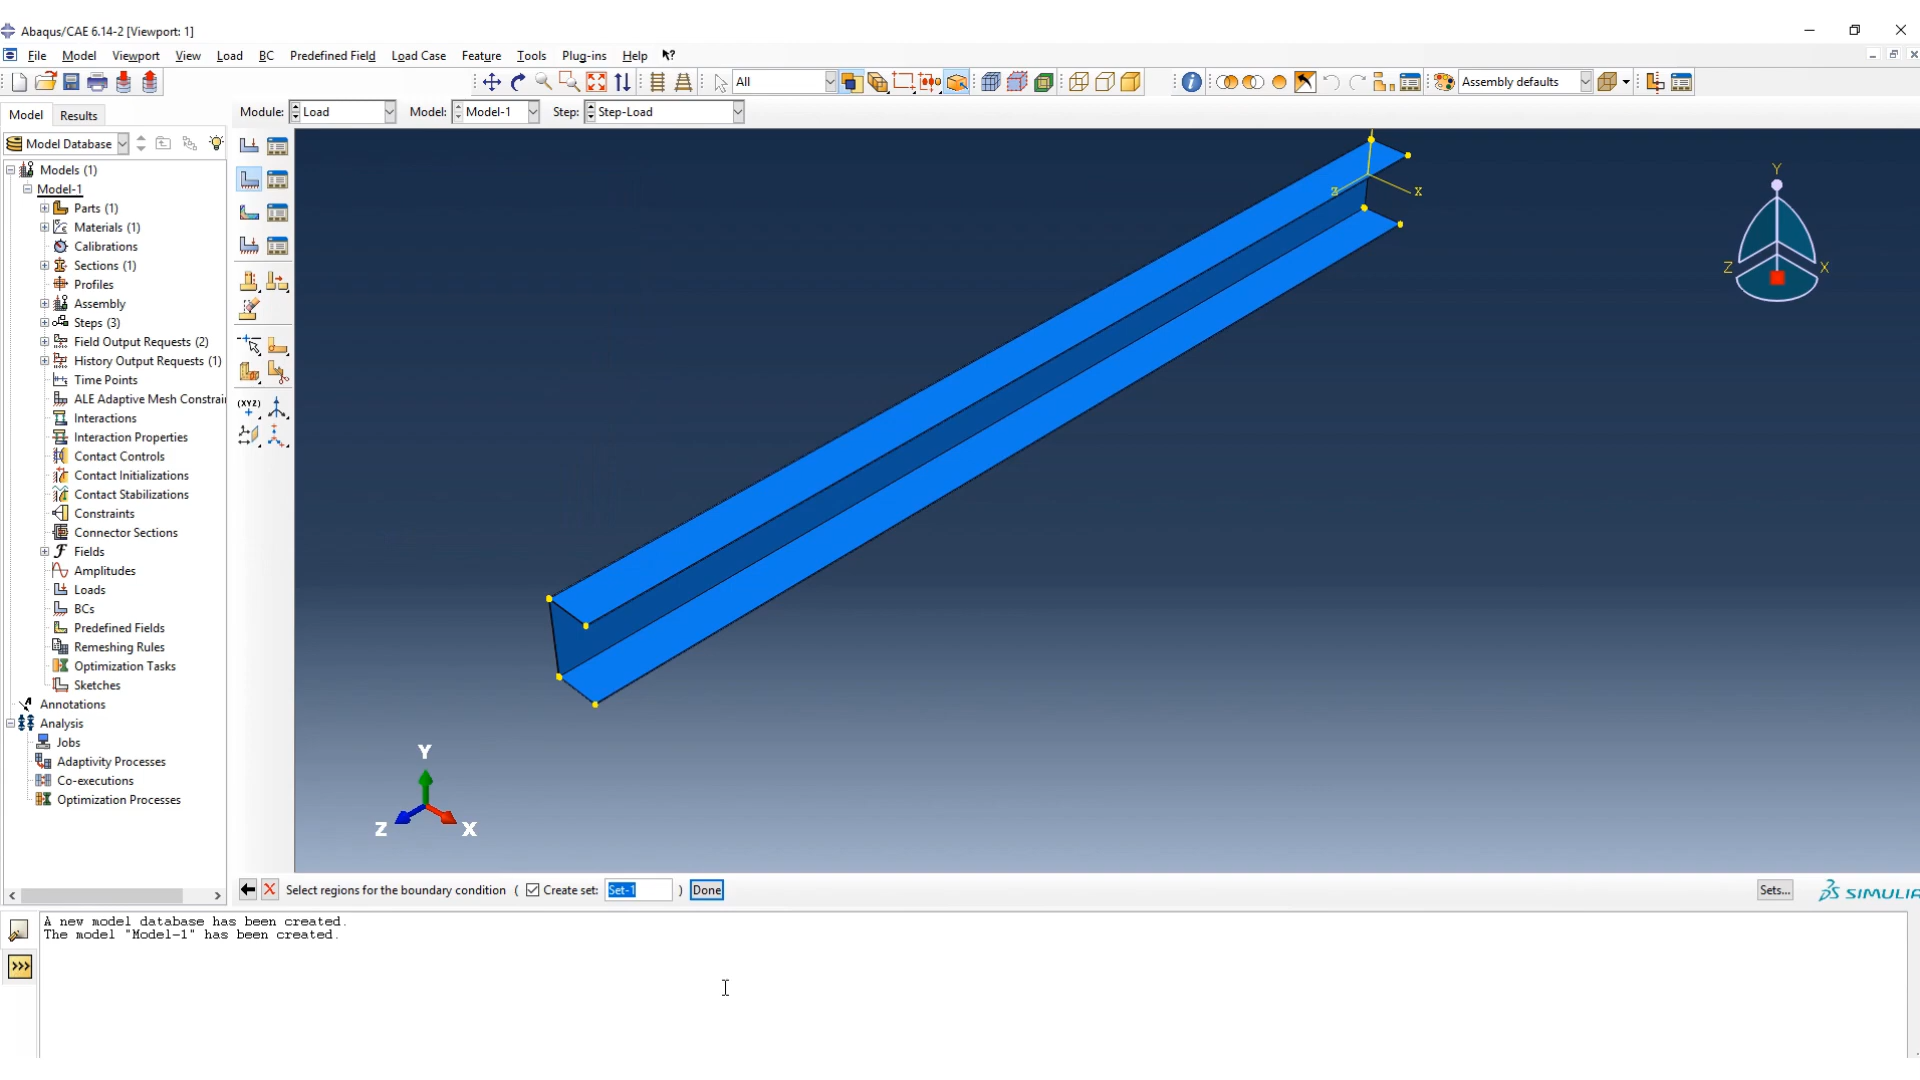 Abaqus/CAE 6.14-2 [Viewport: 1]
File Model Viewport View Load BC Predefined Field Load Case Feature Tools Plug-ins Help
All Assembly defaults
Model Results Module: Load Model: Model-1 Step: Step-Load
Model Database
Models (1)
Model-1
Parts (1)
Materials (1)
Calibrations
Sections (1)
Profiles
Assembly
Steps (3)
Field Output Requests (2)
History Output Requests (1)
Time Points
ALE Adaptive Mesh Constrai
Interactions
Interaction Properties
Contact Controls
Contact Initializations
Contact Stabilizations
Constraints
Connector Sections
Fields
Amplitudes
Loads
BCs
Predefined Fields
Remeshing Rules
Optimization Tasks
Sketches
Annotations
Analysis
Jobs
Adaptivity Processes
Co-executions
Optimization Processes
(XYZ)
Z X
Y
Z X
Y
Z X
Select regions for the boundary condition ( Create set: Set-1 ) Done Sets... SIMULIA
A new model database has been created.
The model "Model-1" has been created.
>>>